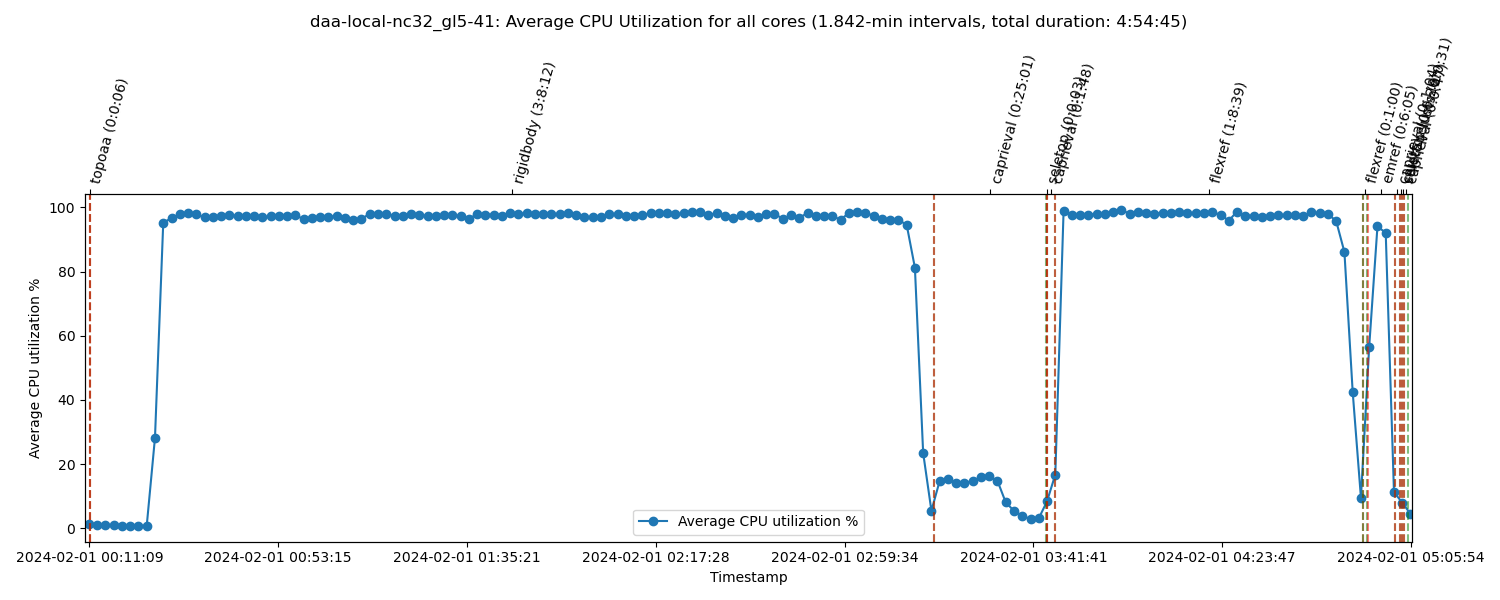 daa-local-nc32_gl5-41: Average CPU Utilization for all cores (1.842-min intervals, total duration: 4:54:45)
topoaa (0:0:06)
rigidbody (3:8:12)
caprieval (0:25:01)
seletop (0:0:03)
caprieval (0:1:48)
flexref (1:8:39)
flexref (0:1:00)
emref (0:6:05)
Average CPU utilization %
100
80
60
40
20
0
Average CPU utilization %
2024-02-01 00:11:09
2024-02-01 00:53:15
2024-02-01 01:35:21
2024-02-01 02:17:28
2024-02-01 02:59:34
2024-02-01 03:41:41
2024-02-01 04:23:47
2024-02-01 05:05:54
Timestamp